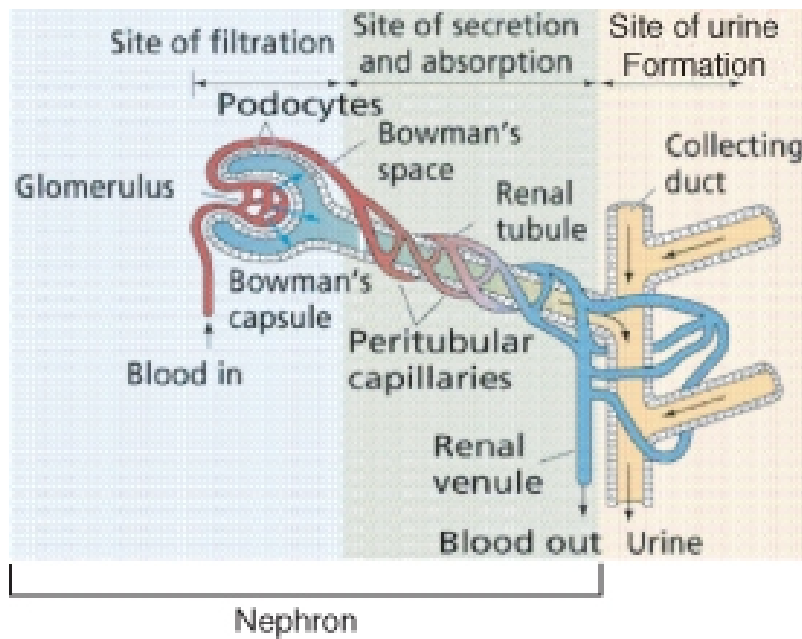 Site of filtration
Site of secretion
and absorption
Site of urine
Formation
Podocytes
Bowman's
space
Collecting
duct
Glomerulus
Renal
tubule
Bowman's
capsule
Peritubular
capillaries
Blood in
Renal
venule
Blood out
Urine
Nephron